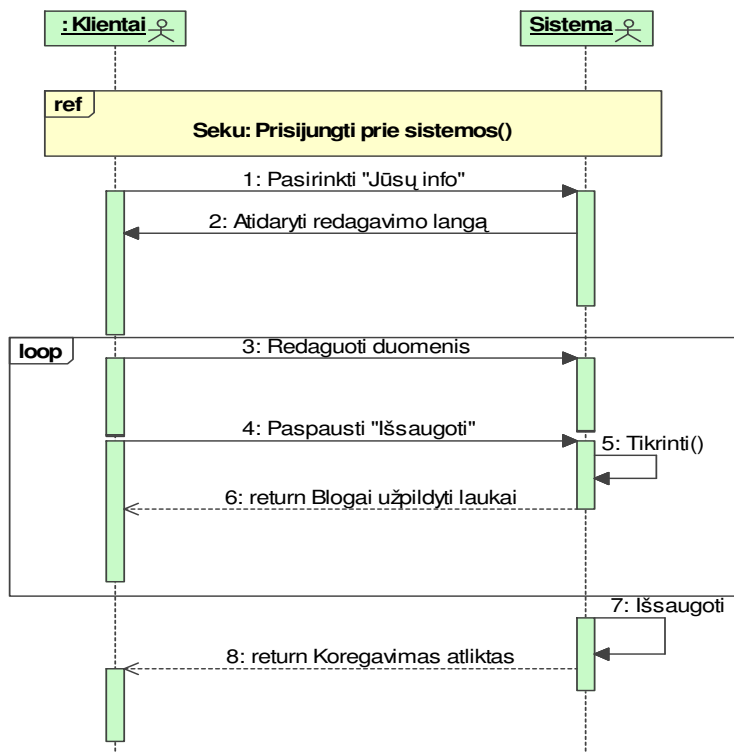 : Klientai
Sistema
ref
Seku: Prisijungti prie sistemos()
1: Pasirinkti "Jūsų info"
2: Atidaryti redagavimo langą
loop
3: Redaguoti duomenis
4: Paspausti "Išsaugoti"
5: Tikrinti()
6: return Blogai užpildyti laukai
7: Išsaugoti
8: return Koregavimas atliktas